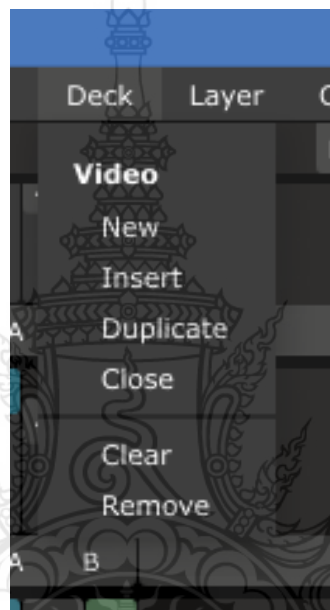 Deck Layer
Video
New
Insert
Duplicate
Close
Clear
Remove
A
A B